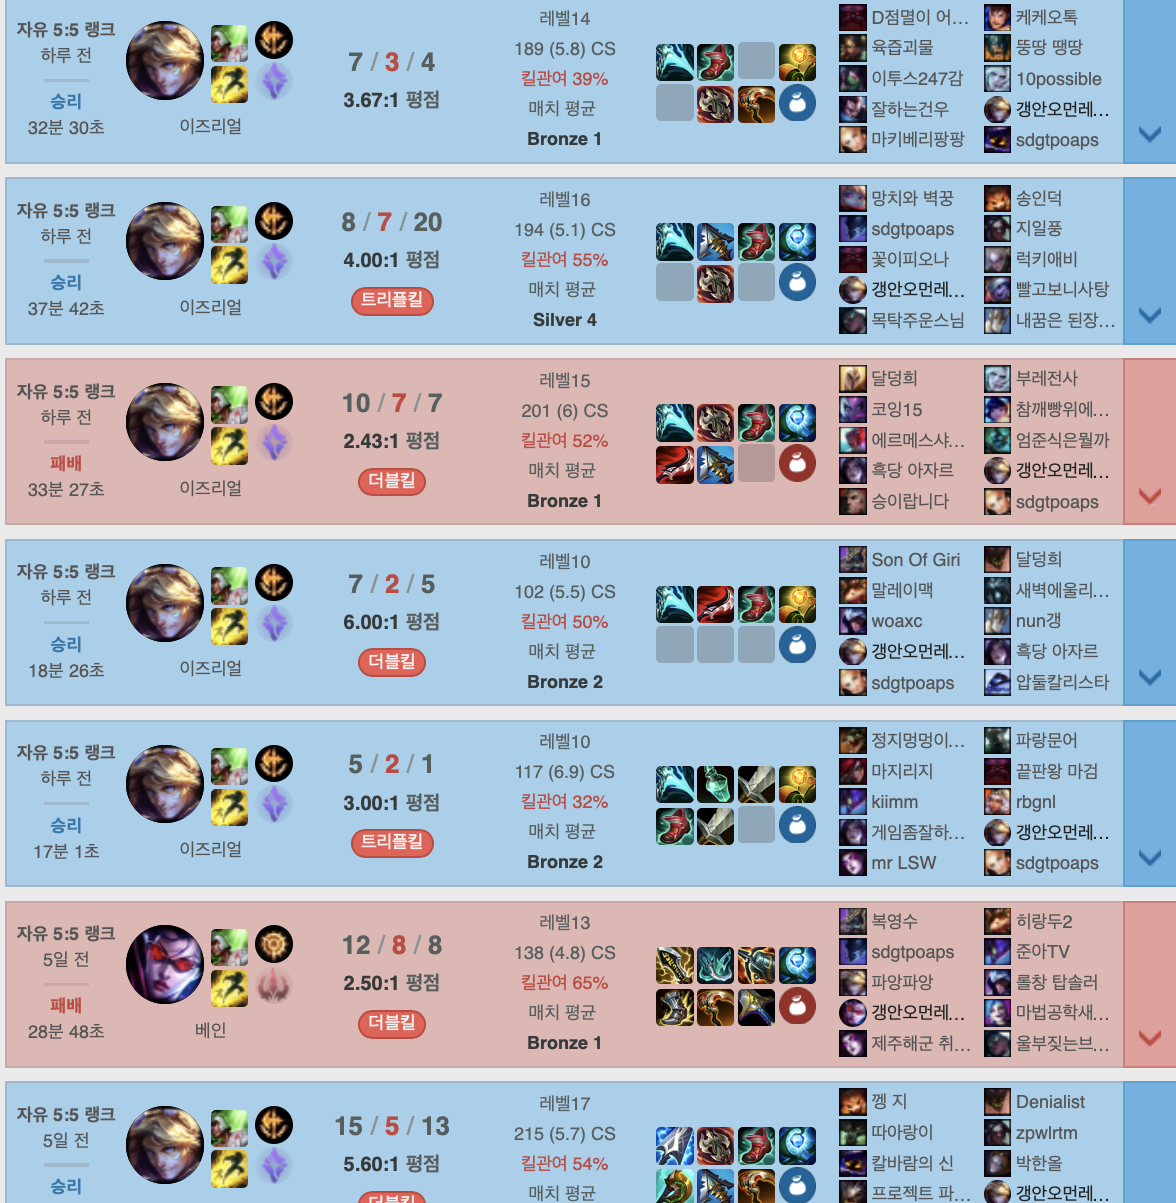 자유 5:5 랭크
하루 전
승리
32분 30초
이즈리얼
7 / 3 / 4
3.67:1 평점
레벨14
189 (5.8) CS
킬관여 39%
매치 평균
Bronze 1
D점멸이 어...
육즙괴물
이투스247감
잘하는건우
마키베리팡팡
케케오톡
뚱땅 땡땅
10possible
갱안오먼레...
sdgtpoaps
자유 5:5 랭크
하루 전
승리
37분 42초
이즈리얼
8 / 7 / 20
4.00:1 평점
트리플킬
레벨16
194 (5.1) CS
킬관여 55%
매치 평균
Silver 4
망치와 벽꿍
sdgtpoaps
꽃이피오나
갱안오먼레...
목탁주운스님
송인덕
지일풍
럭키애비
빨고보니사탕
내꿈은 된장...
자유 5:5 랭크
하루 전
패배
33분 27초
이즈리얼
10 / 7 / 7
2.43:1 평점
더블킬
레벨15
201 (6) CS
킬관여 52%
매치 평균
Bronze 1
달덩희
코잉15
에르메스샤...
흑당 아자르
승이랍니다
부레전사
참깨빵위에...
엄준식은뭘까
갱안오먼레...
sdgtpoaps
자유 5:5 랭크
하루 전
승리
18분 26초
이즈리얼
7 / 2 / 5
6.00:1 평점
더블킬
레벨10
102 (5.5) CS
킬관여 50%
매치 평균
Bronze 2
Son Of Giri
말레이맥
woaxc
갱안오먼레...
sdgtpoaps
달덩희
새벽에울리...
nun갱
흑당 아자르
압둘칼리스타
자유 5:5 랭크
하루 전
승리
17분 1초
이즈리얼
5 / 2 / 1
3.00:1 평점
트리플킬
레벨10
117 (6.9) CS
킬관여 32%
매치 평균
Bronze 2
정지멍멍이...
마지리지
kiimm
게임좀잘하...
mr LSW
파랑문어
끝판왕 마검
rbgnl
갱안오먼레...
sdgtpoaps
자유 5:5 랭크
5일 전
패배
28분 48초
베인
12 / 8 / 8
2.50:1 평점
더블킬
레벨13
138 (4.8) CS
킬관여 65%
매치 평균
Bronze 1
복영수
sdgtpoaps
파앙파앙
갱안오먼레...
제주해군 취...
히랑두2
준아TV
롤창 탑솔러
마법공학새...
울부짖는브...
자유 5:5 랭크
5일 전
승리
15 / 5 / 13
5.60:1 평점
더블킬
레벨17
215 (5.7) CS
킬관여 54%
매치 평균
껭 지
따아랑이
칼바람의 신
프로젝트 파...
Denialist
zpwlrtm
박한올
갱안오먼레...